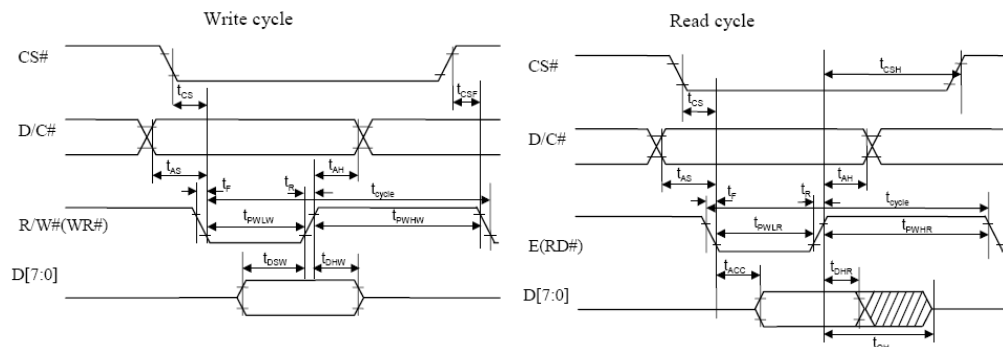 Write cycle
CS#
tCS
tCSF
D/C#
tAS
tF
tR
tAH
tcycle
R/W#(WR#)
tPWLW
tPWHW
D[7:0]
tDSW
tDHW
Read cycle
CS#
tCSH
tCS
D/C#
tAS
tF
tR
tAH
tcycle
E(RD#)
tPWLR
tPWHR
tACC
tDHR
D[7:0]